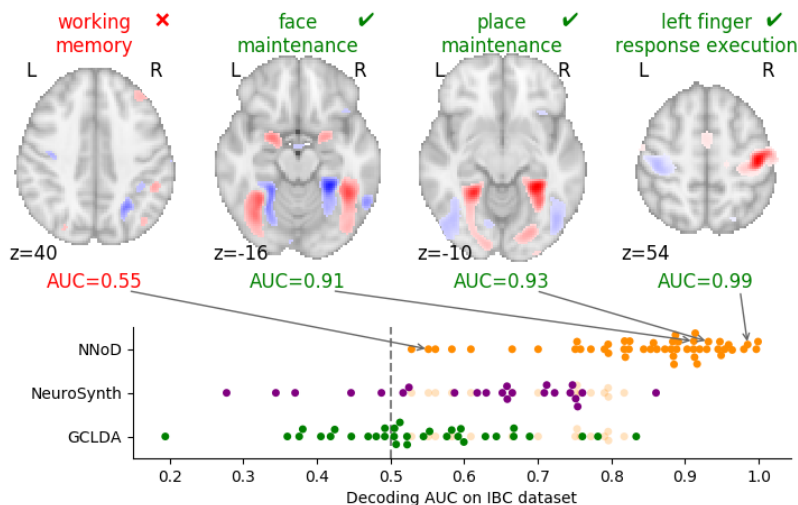 working ✘ face ✔ place ✔ left finger ✔
memory maintenance maintenance response execution
L R L R L R L R
z=40 z=-16 z=-10 z=54
AUC=0.55 AUC=0.91 AUC=0.93 AUC=0.99
NNoD
NeuroSynth
GCLDA
0.2 0.3 0.4 0.5 0.6 0.7 0.8 0.9 1.0
Decoding AUC on IBC dataset